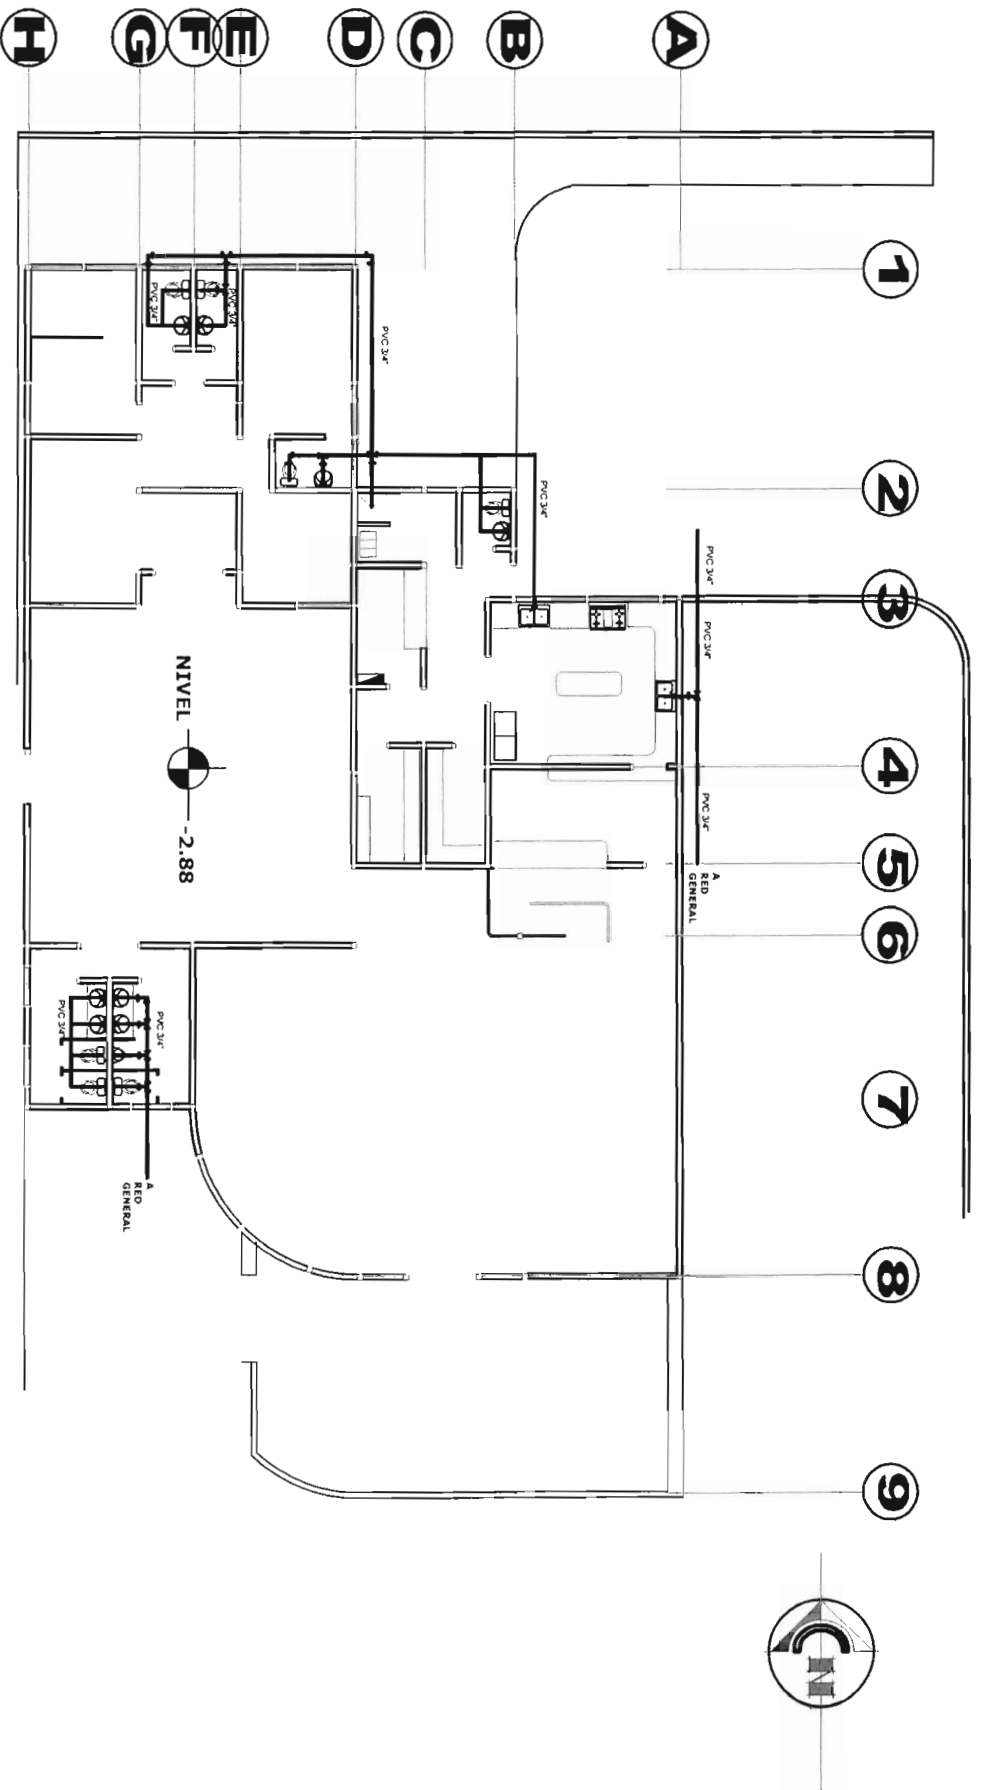 H G F E D C B A
1
2
3
4
5
6
7
8
9
PVC 3/4"
PVC 3/4"
PVC 3/4"
PVC 3/4"
PVC 3/4"
PVC 3/4"
PVC 3/4"
A
RED
GENERAL
NIVEL
-2.88
PVC 3/4"
PVC 3/4"
A
RED
GENERAL
N